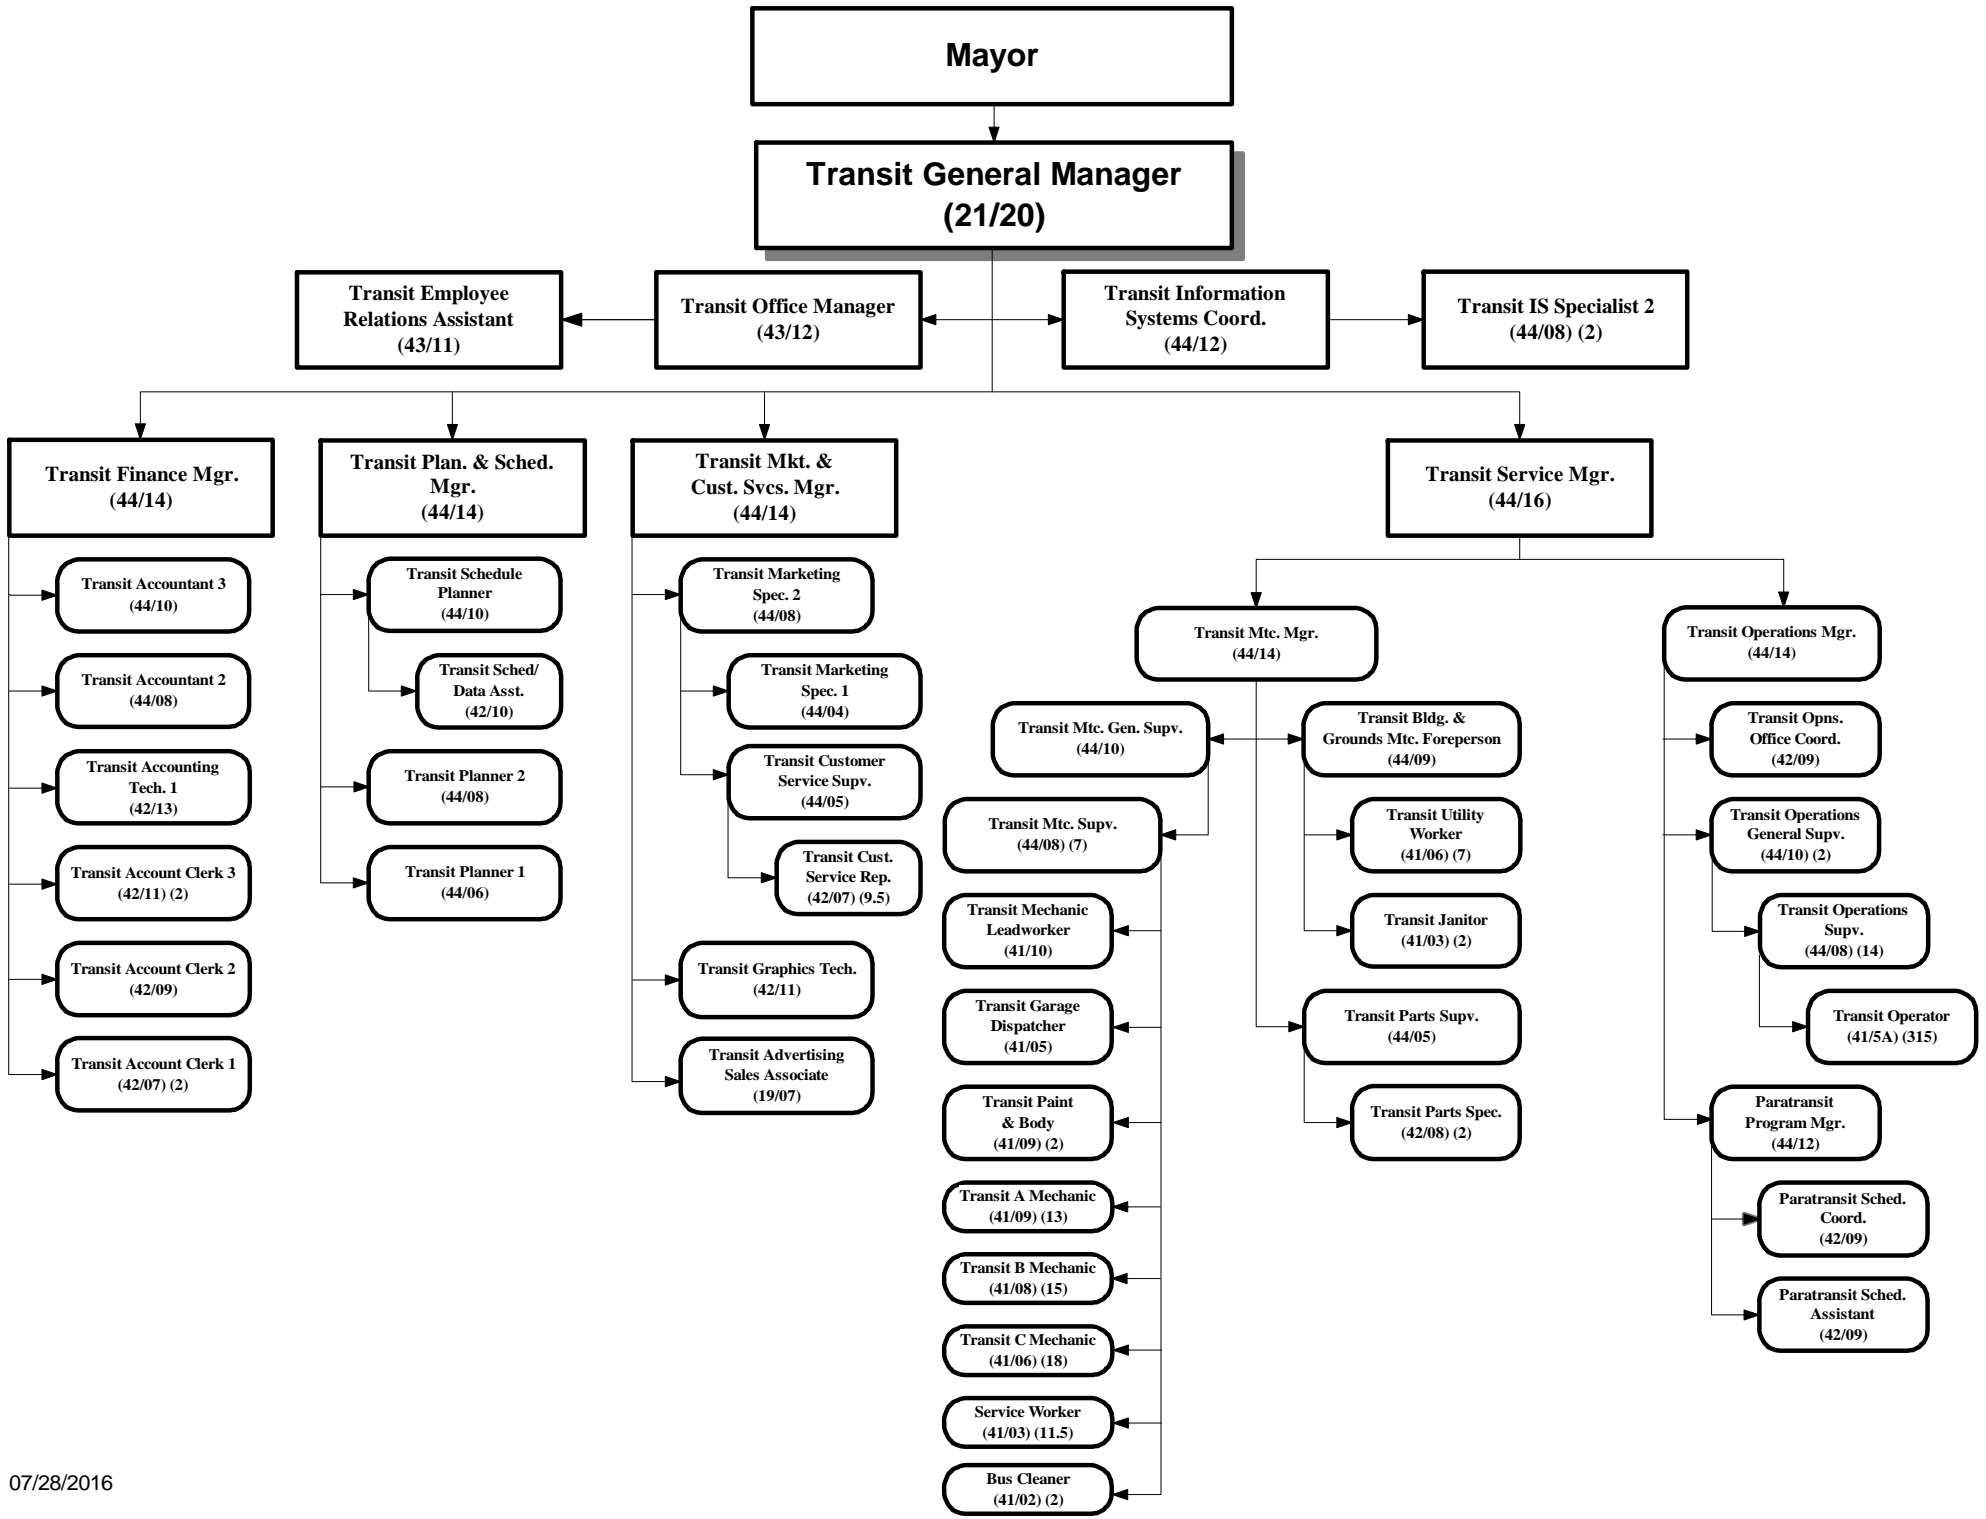 Mayor
Transit General Manager
(21/20)
Transit Employee
Relations Assistant
(43/11)
Transit Office Manager
(43/12)
Transit Information
Systems Coord.
(44/12)
Transit IS Specialist 2
(44/08) (2)
Transit Finance Mgr.
(44/14)
Transit Plan. & Sched.
Mgr.
(44/14)
Transit Mkt. &
Cust. Svcs. Mgr.
(44/14)
Transit Service Mgr.
(44/16)
Transit Accountant 3
(44/10)
Transit Accountant 2
(44/08)
Transit Accounting
Tech. 1
(42/13)
Transit Account Clerk 3
(42/11) (2)
Transit Account Clerk 2
(42/09)
Transit Account Clerk 1
(42/07) (2)
Transit Schedule
Planner
(44/10)
Transit Sched/
Data Asst.
(42/10)
Transit Planner 2
(44/08)
Transit Planner 1
(44/06)
Transit Marketing
Spec. 2
(44/08)
Transit Marketing
Spec. 1
(44/04)
Transit Customer
Service Supv.
(44/05)
Transit Cust.
Service Rep.
(42/07) (9.5)
Transit Graphics Tech.
(42/11)
Transit Advertising
Sales Associate
(19/07)
Transit Mtc. Mgr.
(44/14)
Transit Mtc. Gen. Supv.
(44/10)
Transit Mtc. Supv.
(44/08) (7)
Transit Mechanic
Leadworker
(41/10)
Transit Garage
Dispatcher
(41/05)
Transit Paint
& Body
(41/09) (2)
Transit A Mechanic
(41/09) (13)
Transit B Mechanic
(41/08) (15)
Transit C Mechanic
(41/06) (18)
Service Worker
(41/03) (11.5)
Bus Cleaner
(41/02) (2)
Transit Bldg. &
Grounds Mtc. Foreperson
(44/09)
Transit Utility
Worker
(41/06) (7)
Transit Janitor
(41/03) (2)
Transit Parts Supv.
(44/05)
Transit Parts Spec.
(42/08) (2)
Transit Operations Mgr.
(44/14)
Transit Opns.
Office Coord.
(42/09)
Transit Operations
General Supv.
(44/10) (2)
Transit Operations
Supv.
(44/08) (14)
Transit Operator
(41/5A) (315)
Paratransit
Program Mgr.
(44/12)
Paratransit Sched.
Coord.
(42/09)
Paratransit Sched.
Assistant
(42/09)
07/28/2016